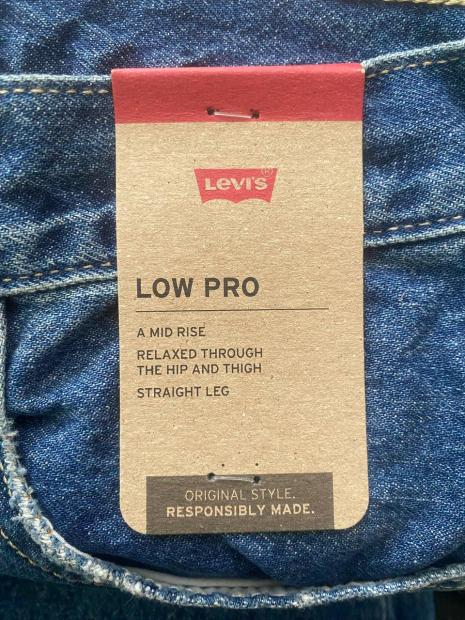 Levi's®
LOW PRO
A MID RISE
RELAXED THROUGH
THE HIP AND THIGH
STRAIGHT LEG
ORIGINAL STYLE.
RESPONSIBLY MADE.